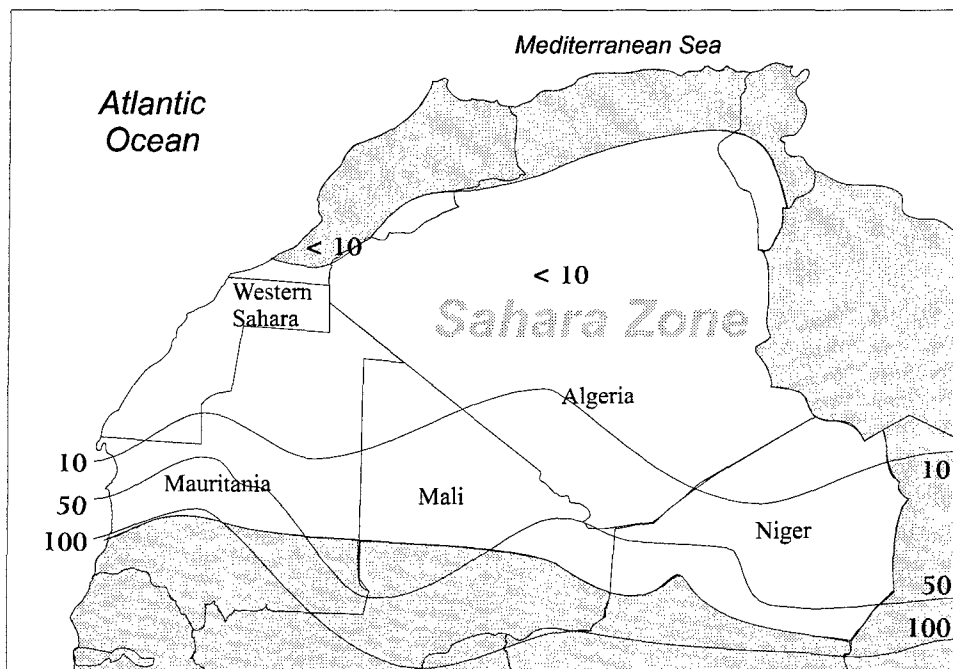 Mediterranean Sea
Atlantic
Ocean
< 10
< 10
Western
Sahara
Sahara Zone
Algeria
10
10
Mauritania
Mali
50
Niger
100
50
100